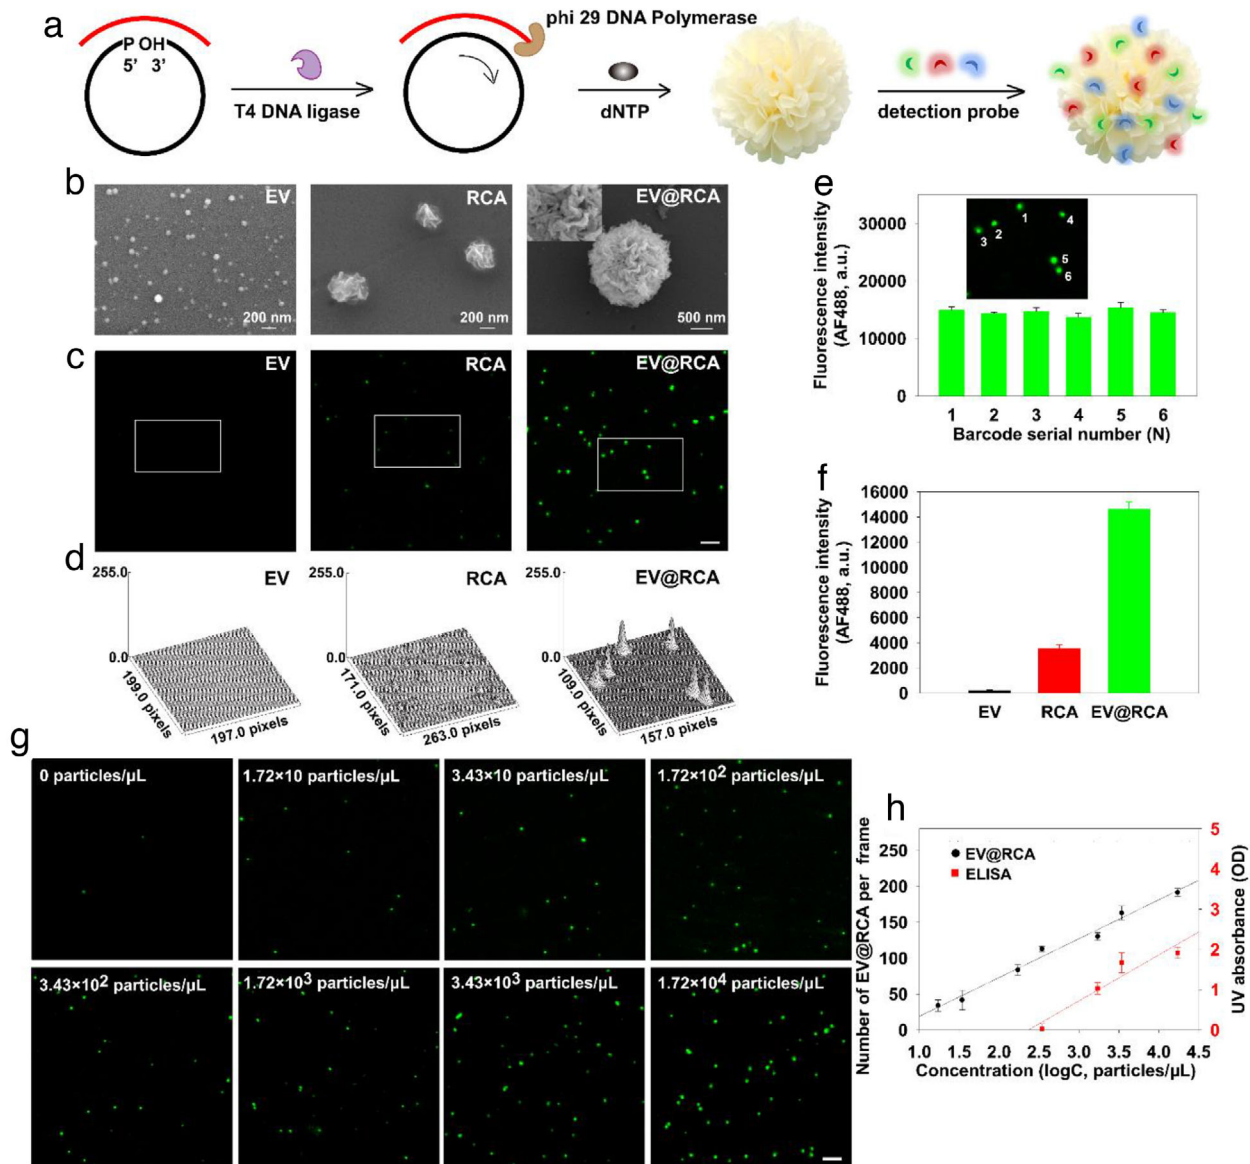 a
P OH
5' 3'
T4 DNA ligase
phi 29 DNA Polymerase
dNTP
detection probe
b
EV
200 nm
RCA
200 nm
EV@RCA
500 nm
c
EV
RCA
EV@RCA
d
255.0
EV
0.0
199.0 pixels
197.0 pixels
255.0
RCA
0.0
171.0 pixels
263.0 pixels
255.0
EV@RCA
0.0
109.0 pixels
157.0 pixels
e
Fluorescence intensity
(AF488, a.u.)
30000
20000
10000
0
1
2
3
4
5
6
1 2 3 4 5 6
Barcode serial number (N)
f
Fluorescence intensity
(AF488, a.u.)
16000
14000
12000
10000
8000
6000
4000
2000
0
EV RCA EV@RCA
g
0 particles/µL
1.72×10 particles/µL
3.43×10 particles/µL
1.72×10² particles/µL
3.43×10² particles/µL
1.72×10³ particles/µL
3.43×10³ particles/µL
1.72×10⁴ particles/µL
h
Number of EV@RCA per frame
250
200
150
100
50
0
EV@RCA
ELISA
5
4
3
2
1
0
UV absorbance (OD)
1.0 1.5 2.0 2.5 3.0 3.5 4.0 4.5
Concentration (logC, particles/µL)